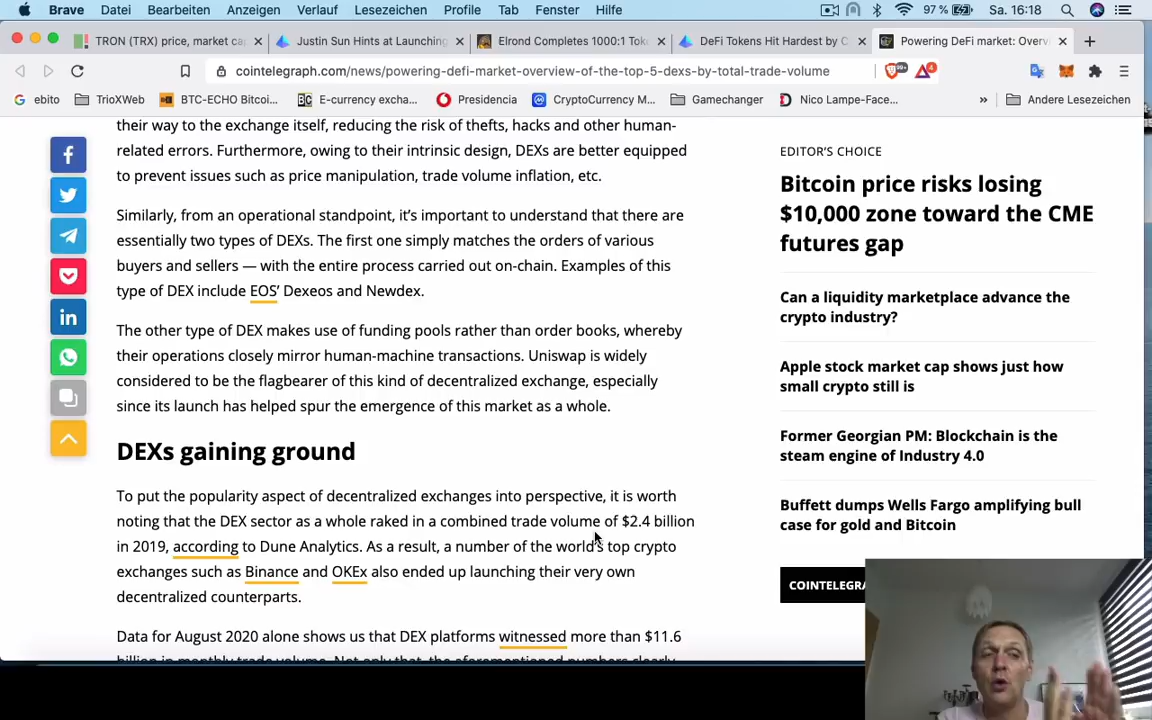 Brave Datei Bearbeiten Anzeigen Verlauf Lesezeichen Profile Tab Fenster Hilfe 97 % Sa. 16:18
TRON (TRX) price, market ca Justin Sun Hints at Launching Elrond Completes 1000:1 Tok DeFi Tokens Hit Hardest by C Powering DeFi market: Overv
cointelegraph.com/news/powering-defi-market-overview-of-the-top-5-dexs-by-total-trade-volume 99+ 4
ebito TrioXWeb BTC-ECHO Bitcoi... E-currency excha... Presidencia CryptoCurrency M... Gamechanger Nico Lampe-Face... » Andere Lesezeichen
their way to the exchange itself, reducing the risk of thefts, hacks and other human-
related errors. Furthermore, owing to their intrinsic design, DEXs are better equipped
to prevent issues such as price manipulation, trade volume inflation, etc.
Similarly, from an operational standpoint, it's important to understand that there are
essentially two types of DEXs. The first one simply matches the orders of various
buyers and sellers — with the entire process carried out on-chain. Examples of this
type of DEX include EOS' Dexeos and Newdex.
The other type of DEX makes use of funding pools rather than order books, whereby
their operations closely mirror human-machine transactions. Uniswap is widely
considered to be the flagbearer of this kind of decentralized exchange, especially
since its launch has helped spur the emergence of this market as a whole.
DEXs gaining ground
To put the popularity aspect of decentralized exchanges into perspective, it is worth
noting that the DEX sector as a whole raked in a combined trade volume of $2.4 billion
in 2019, according to Dune Analytics. As a result, a number of the world's top crypto
exchanges such as Binance and OKEx also ended up launching their very own
decentralized counterparts.
Data for August 2020 alone shows us that DEX platforms witnessed more than $11.6
billion in monthly trade volume. Not only that, the aforementioned numbers clearly
EDITOR'S CHOICE
Bitcoin price risks losing
$10,000 zone toward the CME
futures gap
Can a liquidity marketplace advance the
crypto industry?
Apple stock market cap shows just how
small crypto still is
Former Georgian PM: Blockchain is the
steam engine of Industry 4.0
Buffett dumps Wells Fargo amplifying bull
case for gold and Bitcoin
COINTELEGRA